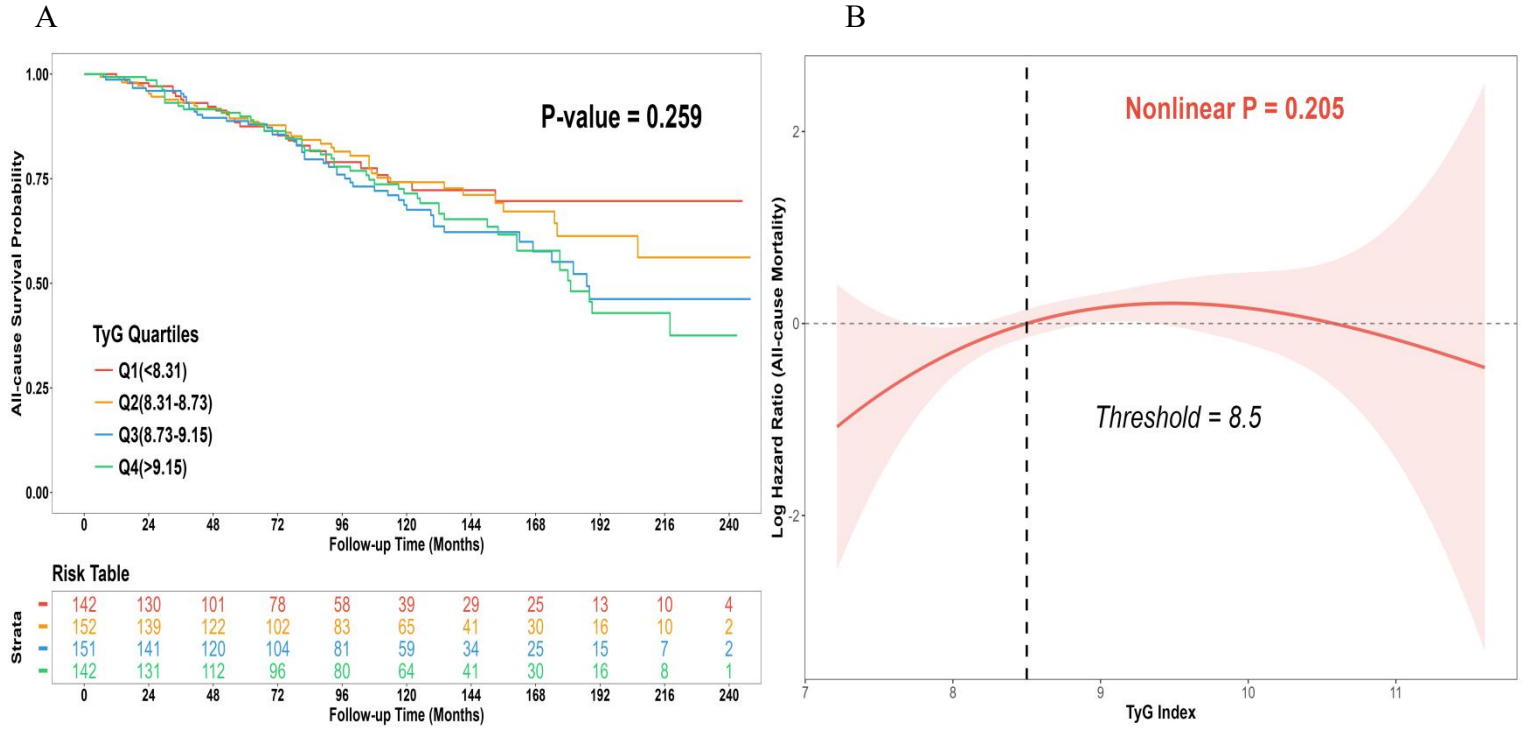 A
B
1.00
0.75
0.50
0.25
0.00
All-cause Survival Probability
P-value = 0.259
TyG Quartiles
Q1(<8.31)
Q2(8.31-8.73)
Q3(8.73-9.15)
Q4(>9.15)
0 24 48 72 96 120 144 168 192 216 240
Follow-up Time (Months)
Risk Table
Strata
142 130 101 78 58 39 29 25 13 10 4
152 139 122 102 83 65 41 30 16 10 2
151 141 120 104 81 59 34 25 15 7 2
142 131 112 96 80 64 41 30 16 8 1
0 24 48 72 96 120 144 168 192 216 240
Follow-up Time (Months)
Log Hazard Ratio (All-cause Mortality)
2
0
-2
Nonlinear P = 0.205
Threshold = 8.5
7 8 9 10 11
TyG Index